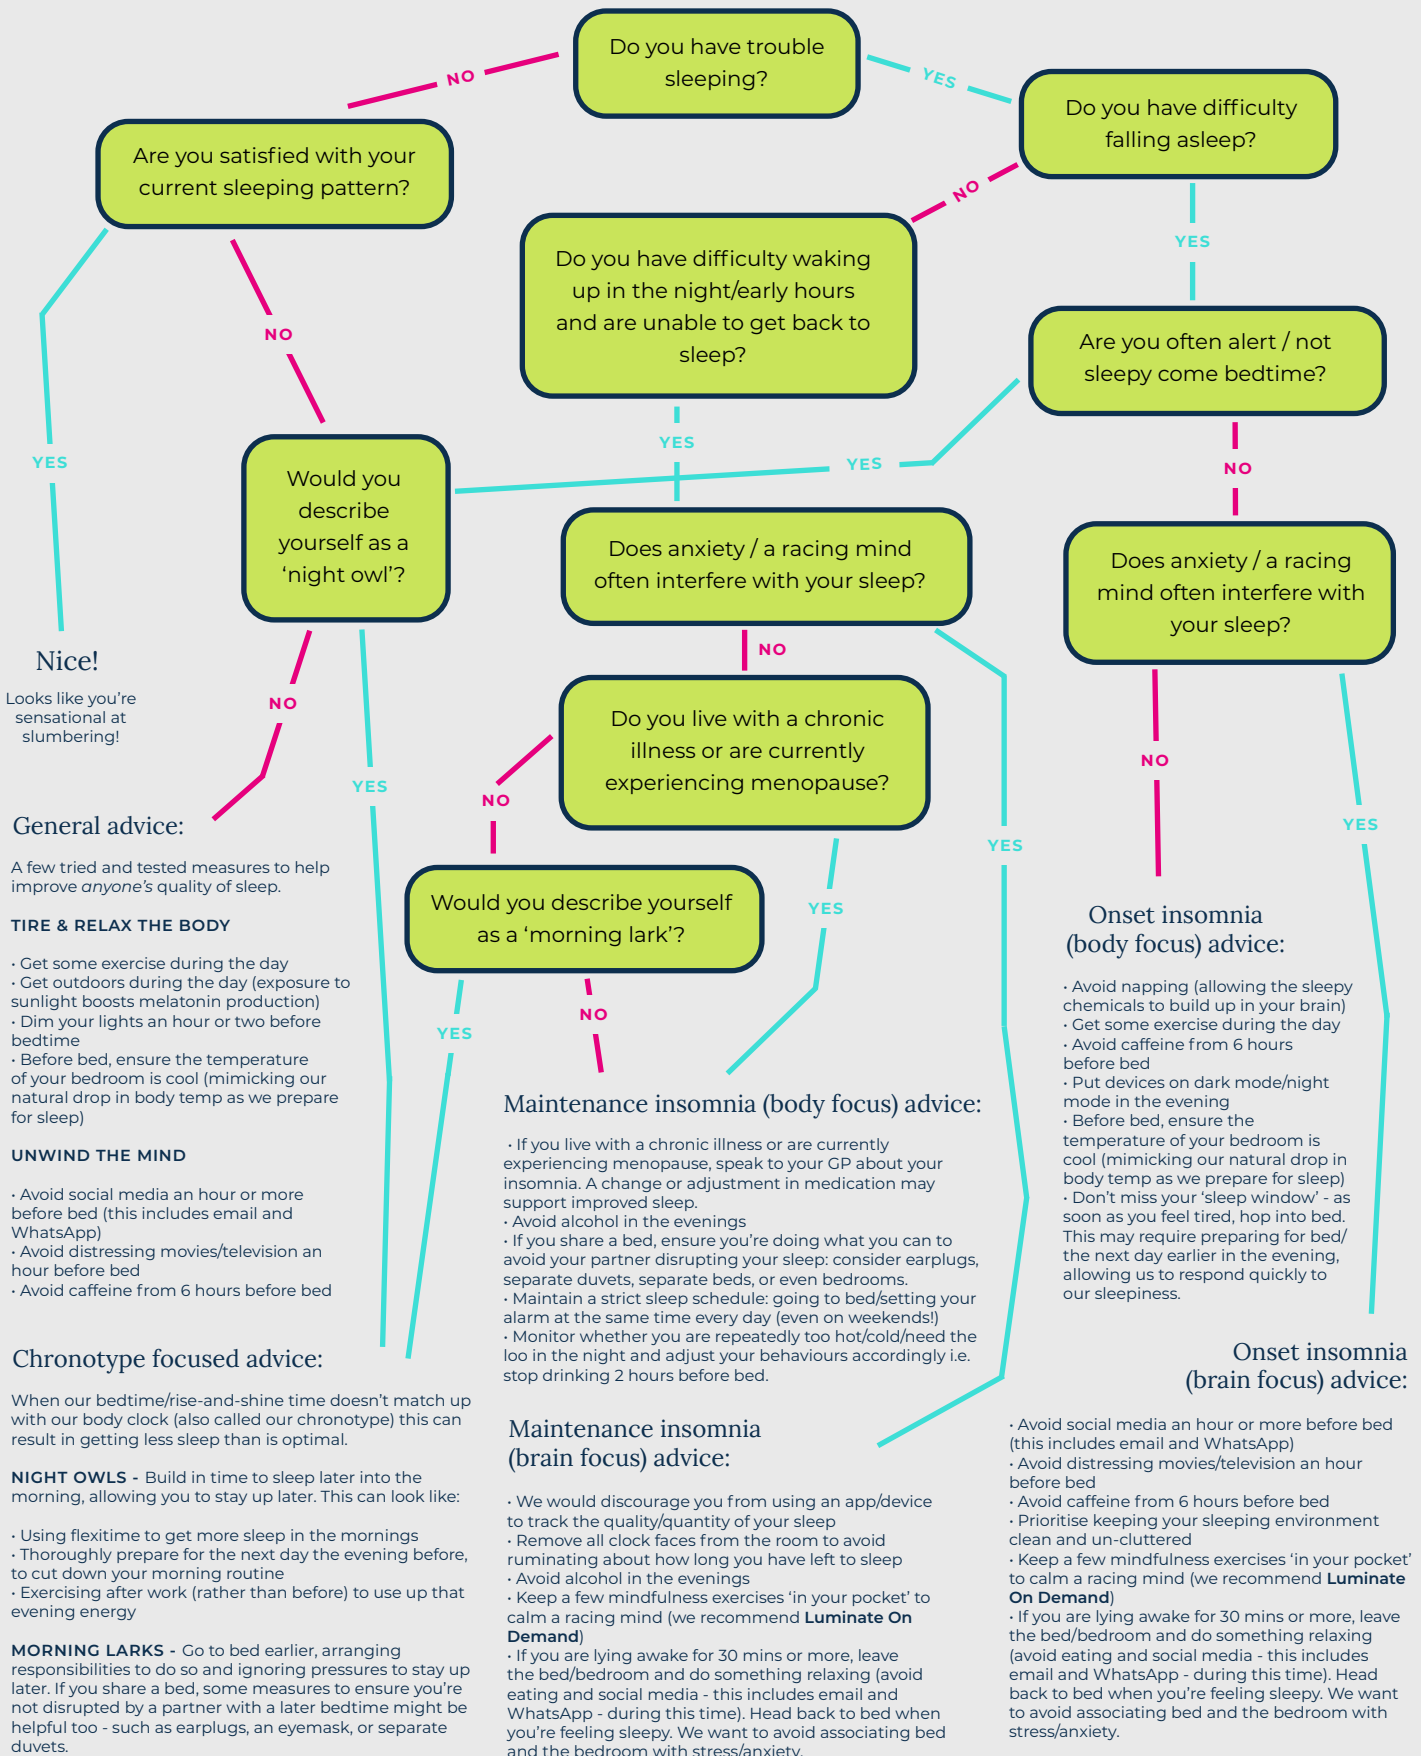 Do you have trouble
sleeping?
NO
YES
Do you have difficulty
falling asleep?
Are you satisfied with your
current sleeping pattern?
NO
YES
Do you have difficulty waking
up in the night/early hours
and are unable to get back to
sleep?
NO
Are you often alert / not
sleepy come bedtime?
YES
YES
YES
NO
Would you
describe
yourself as a
‘night owl’?
Does anxiety / a racing mind
often interfere with your sleep?
Does anxiety / a racing
mind often interfere with
your sleep?
NO
Nice!
Looks like you’re
sensational at
slumbering!
NO
Do you live with a chronic
illness or are currently
experiencing menopause?
NO
YES
NO
YES
YES
General advice:
A few tried and tested measures to help
improve anyone’s quality of sleep.
TIRE & RELAX THE BODY
• Get some exercise during the day
• Get outdoors during the day (exposure to
sunlight boosts melatonin production)
• Dim your lights an hour or two before
bedtime
• Before bed, ensure the temperature
of your bedroom is cool (mimicking our
natural drop in body temp as we prepare
for sleep)
UNWIND THE MIND
• Avoid social media an hour or more
before bed (this includes email and
WhatsApp)
• Avoid distressing movies/television an
hour before bed
• Avoid caffeine from 6 hours before bed
Would you describe yourself
as a ‘morning lark’?
YES
YES
NO
Onset insomnia
(body focus) advice:
• Avoid napping (allowing the sleepy
chemicals to build up in your brain)
• Get some exercise during the day
• Avoid caffeine from 6 hours
before bed
• Put devices on dark mode/night
mode in the evening
• Before bed, ensure the
temperature of your bedroom is
cool (mimicking our natural drop in
body temp as we prepare for sleep)
• Don’t miss your ‘sleep window’ - as
soon as you feel tired, hop into bed.
This may require preparing for bed/
the next day earlier in the evening,
allowing us to respond quickly to
our sleepiness.
Maintenance insomnia (body focus) advice:
• If you live with a chronic illness or are currently
experiencing menopause, speak to your GP about your
insomnia. A change or adjustment in medication may
support improved sleep.
• Avoid alcohol in the evenings
• If you share a bed, ensure you’re doing what you can to
avoid your partner disrupting your sleep: consider earplugs,
separate duvets, separate beds, or even bedrooms.
• Maintain a strict sleep schedule: going to bed/setting your
alarm at the same time every day (even on weekends!)
• Monitor whether you are repeatedly too hot/cold/need the
loo in the night and adjust your behaviours accordingly i.e.
stop drinking 2 hours before bed.
Chronotype focused advice:
When our bedtime/rise-and-shine time doesn’t match up
with our body clock (also called our chronotype) this can
result in getting less sleep than is optimal.
NIGHT OWLS - Build in time to sleep later into the
morning, allowing you to stay up later. This can look like:
• Using flexitime to get more sleep in the mornings
• Thoroughly prepare for the next day the evening before,
to cut down your morning routine
• Exercising after work (rather than before) to use up that
evening energy
MORNING LARKS - Go to bed earlier, arranging
responsibilities to do so and ignoring pressures to stay up
later. If you share a bed, some measures to ensure you’re
not disrupted by a partner with a later bedtime might be
helpful too - such as earplugs, an eyemask, or separate
duvets.
Maintenance insomnia
(brain focus) advice:
• We would discourage you from using an app/device
to track the quality/quantity of your sleep
• Remove all clock faces from the room to avoid
ruminating about how long you have left to sleep
• Avoid alcohol in the evenings
• Keep a few mindfulness exercises ‘in your pocket’ to
calm a racing mind (we recommend Luminate On
Demand)
• If you are lying awake for 30 mins or more, leave
the bed/bedroom and do something relaxing (avoid
eating and social media - this includes email and
WhatsApp - during this time). Head back to bed when
you’re feeling sleepy. We want to avoid associating bed
and the bedroom with stress/anxiety.
Onset insomnia
(brain focus) advice:
• Avoid social media an hour or more before bed
(this includes email and WhatsApp)
• Avoid distressing movies/television an hour
before bed
• Avoid caffeine from 6 hours before bed
• Prioritise keeping your sleeping environment
clean and un-cluttered
• Keep a few mindfulness exercises ‘in your pocket’
to calm a racing mind (we recommend Luminate
On Demand)
• If you are lying awake for 30 mins or more, leave
the bed/bedroom and do something relaxing
(avoid eating and social media - this includes
email and WhatsApp - during this time). Head
back to bed when you’re feeling sleepy. We want
to avoid associating bed and the bedroom with
stress/anxiety.